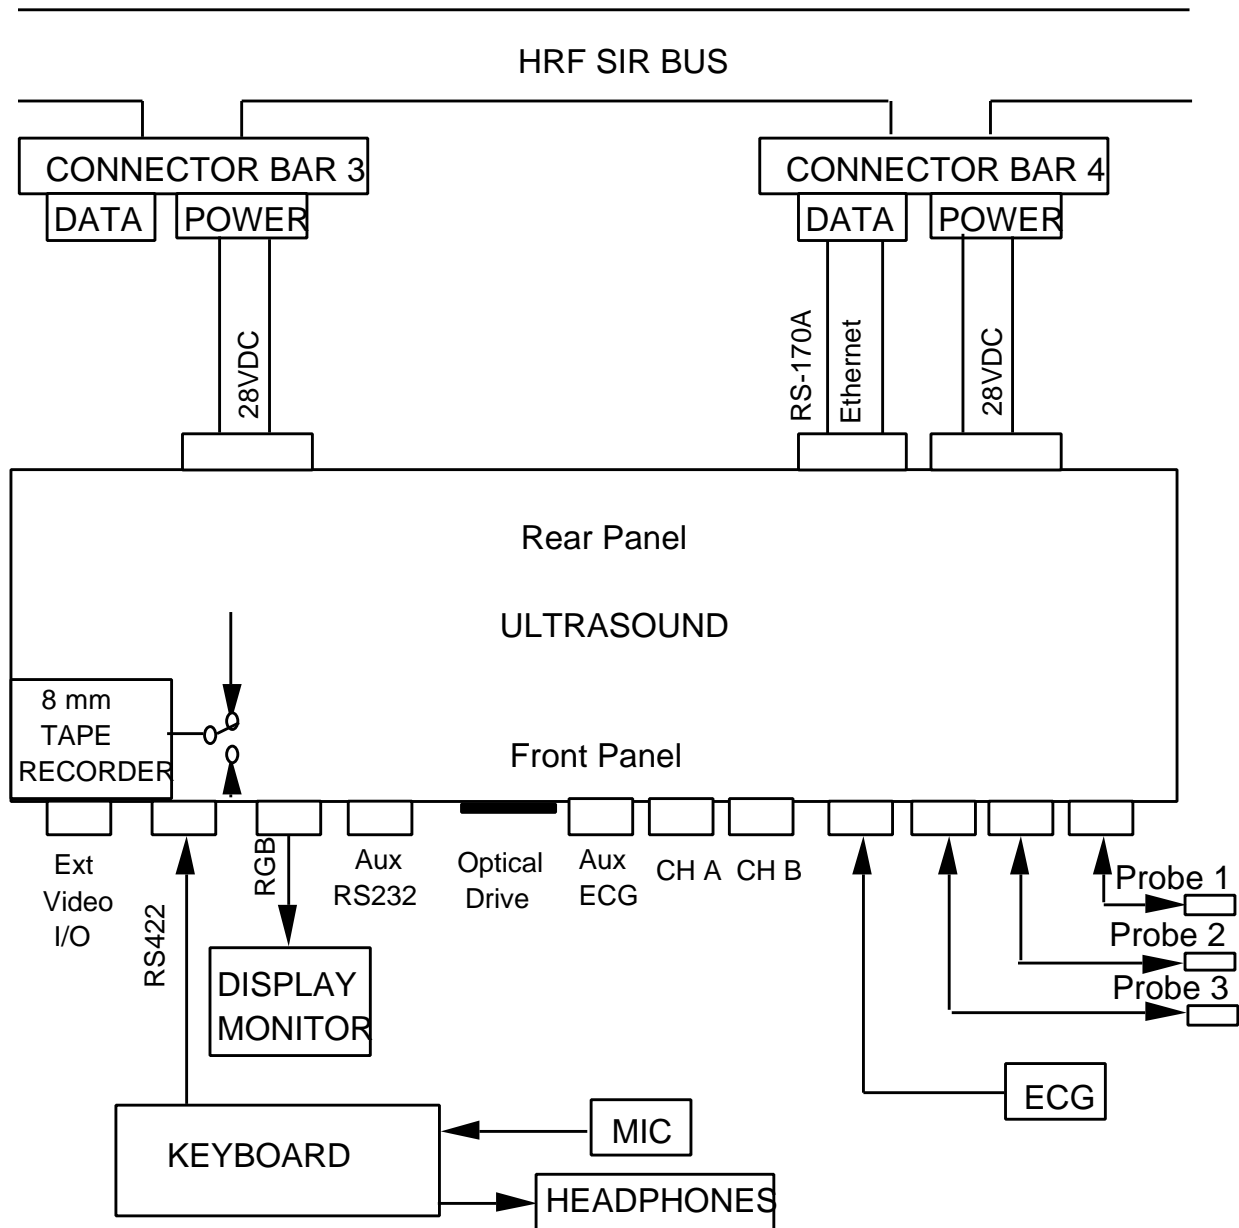 HRF SIR BUS
CONNECTOR BAR 3
CONNECTOR BAR 4
DATA
POWER
DATA
POWER
28VDC
RS-170A
Ethernet
28VDC
Rear Panel
ULTRASOUND
8 mm
TAPE
RECORDER
Front Panel
Ext
Video
I/O
RS422
RGB
Aux
RS232
Optical
Drive
Aux
ECG
CH A
CH B
Probe 1
Probe 2
Probe 3
DISPLAY
MONITOR
ECG
KEYBOARD
MIC
HEADPHONES